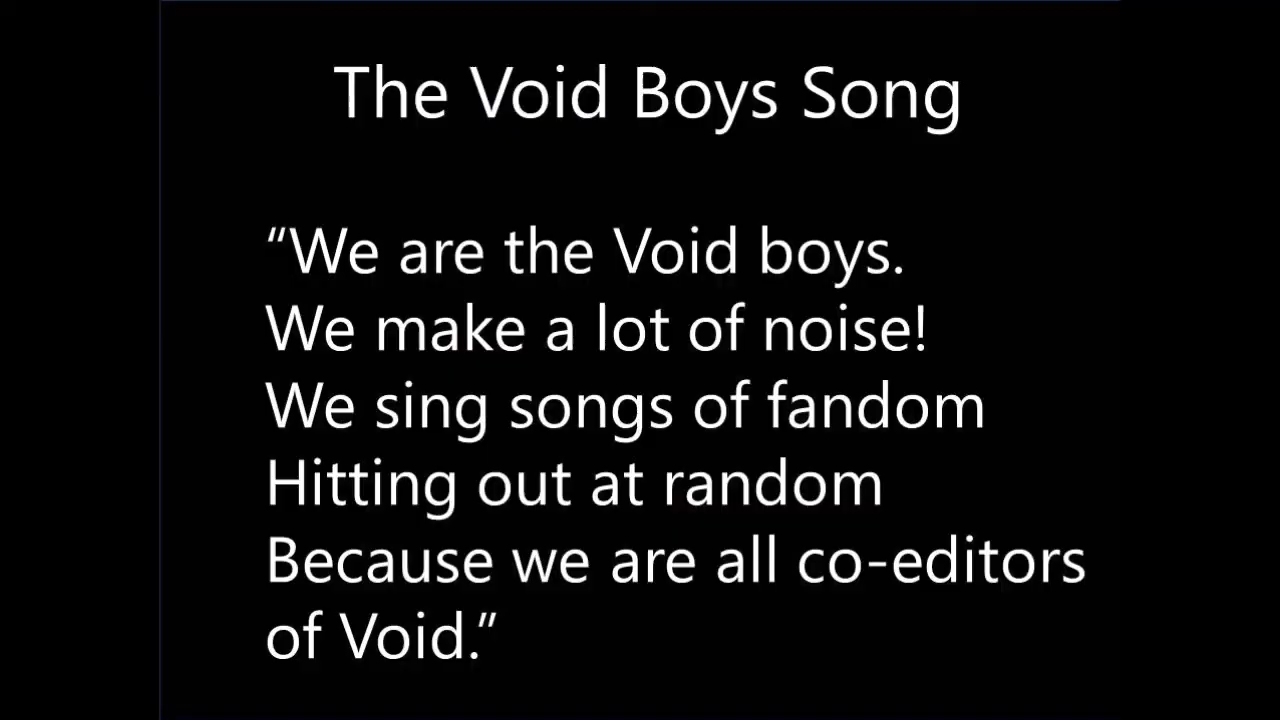 The Void Boys Song
“We are the Void boys.
We make a lot of noise!
We sing songs of fandom
Hitting out at random
Because we are all co-editors
of Void.”